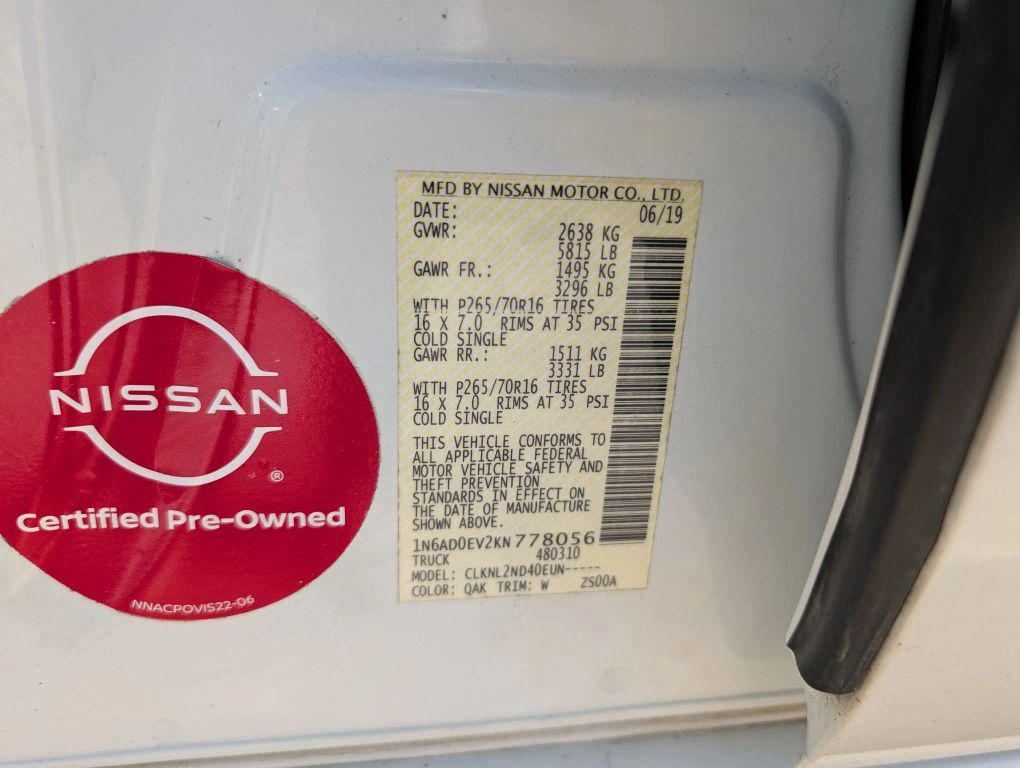 MFD BY NISSAN MOTOR CO., LTD.
DATE: 06/19
GVWR: 2638 KG
5815 LB
GAWR FR.: 1495 KG
3296 LB
WITH P265/70R16 TIRES
16 X 7.0 RIMS AT 35 PSI
COLD SINGLE
GAWR RR.: 1511 KG
3331 LB
WITH P265/70R16 TIRES
16 X 7.0 RIMS AT 35 PSI
COLD SINGLE
THIS VEHICLE CONFORMS TO
ALL APPLICABLE FEDERAL
MOTOR VEHICLE SAFETY AND
THEFT PREVENTION
STANDARDS IN EFFECT ON
THE DATE OF MANUFACTURE
SHOWN ABOVE.
1N6AD0EV2KN778056
TRUCK 480310
MODEL: CLKNL2ND40EUN-----
COLOR: QAK TRIM: W ZS00A
NISSAN
®
Certified Pre-Owned
NNACPOVIS22-06